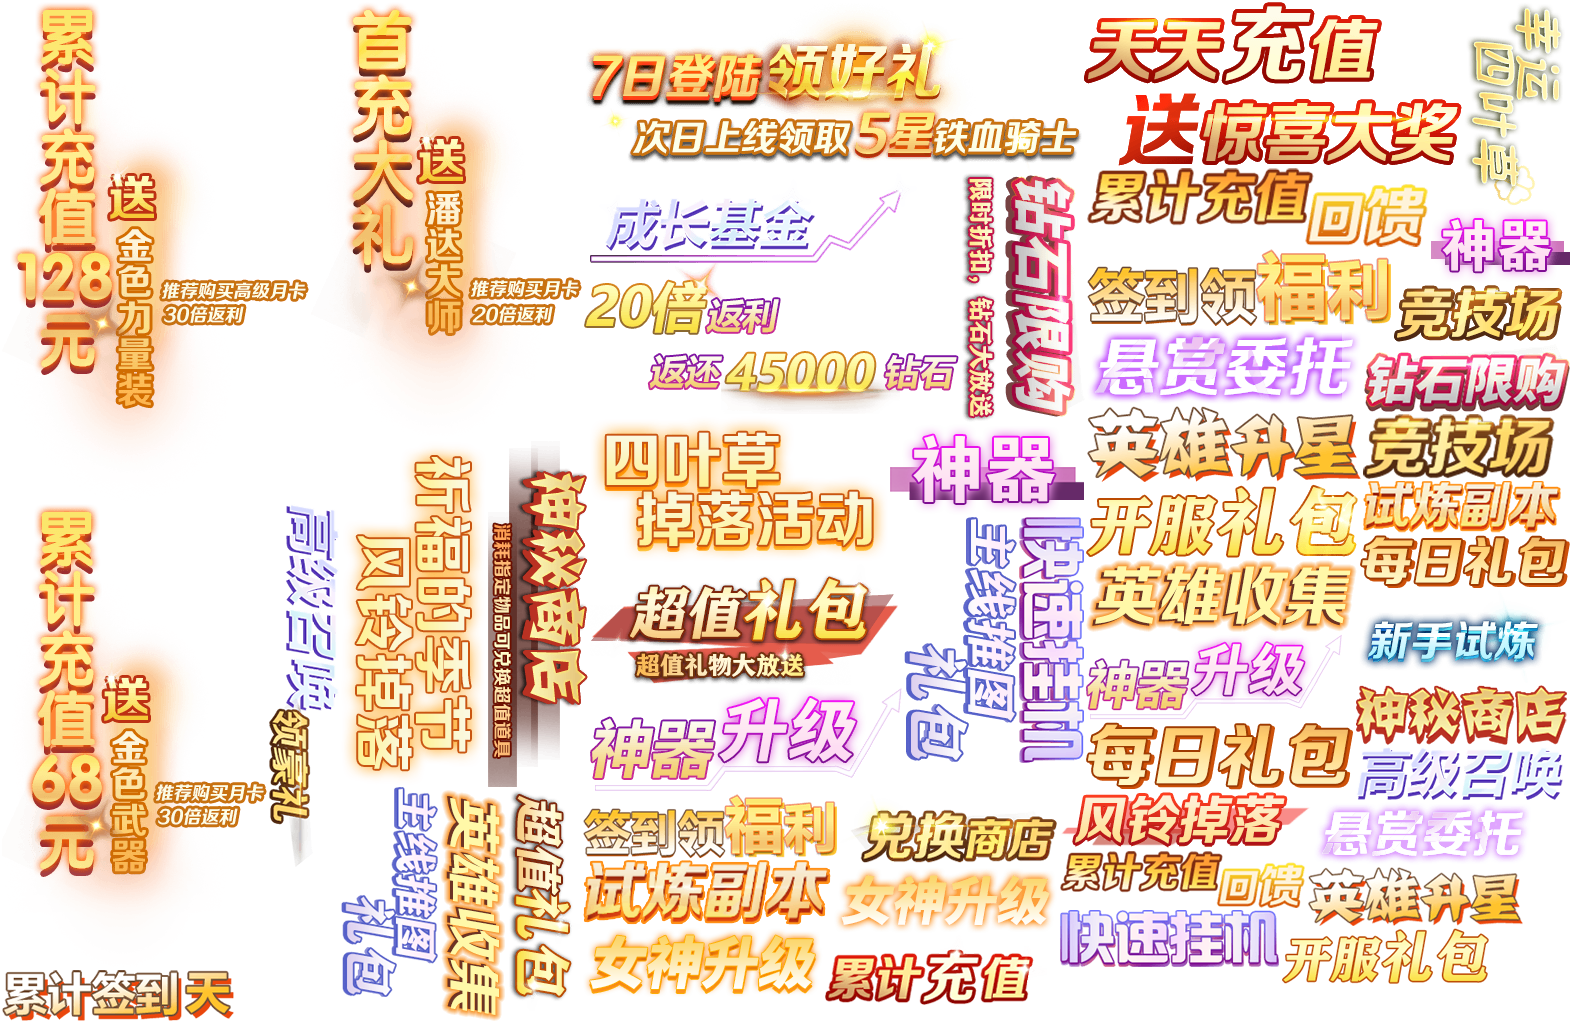 累计充值128元
送金色力量装
推荐购买高级月卡
30倍返利
首充大礼
送潘达大师
推荐购买月卡
20倍返利
7日登陆领好礼
次日上线领取5星铁血骑士
成长基金
20倍返利
返还45000钻石
限时折扣，钻石大放送
钻石限购
天天充值
送惊喜大奖
幸运
四叶草
累计充值回馈
神器
签到领福利
竞技场
悬赏委托
钻石限购
英雄升星
竞技场
开服礼包
试炼副本
英雄收集
每日礼包
四叶草
掉落活动
神器
累计充值68元
送金色武器
推荐购买月卡
30倍返利
高级召唤
领豪礼
祈福的季节
风铃掉落
神秘商店
消耗指定物品可兑换超值道具
超值礼包
超值礼物大放送
神器升级
快速挂机
主线推图
礼包
神器升级
新手试炼
每日礼包
神秘商店
高级召唤
主线推图
礼包
英雄收集
超值礼包
签到领福利
试炼副本
女神升级
兑换商店
女神升级
累计充值
风铃掉落
累计充值回馈
快速挂机
悬赏委托
英雄升星
开服礼包
累计签到天